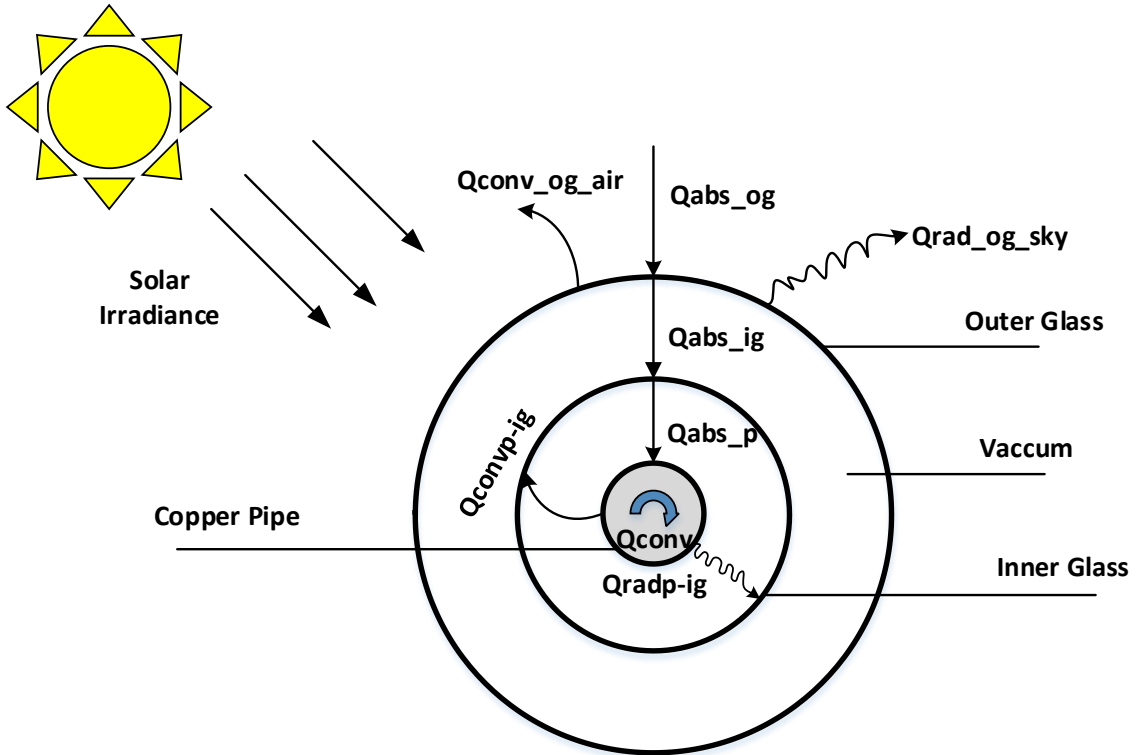 Qconv_og_air
Qabs_og
Qrad_og_sky
Solar
Irradiance
Outer Glass
Qabs_ig
Qconvp-ig
Qabs_p
Vaccum
Copper Pipe
Qconv
Qradp-ig
Inner Glass